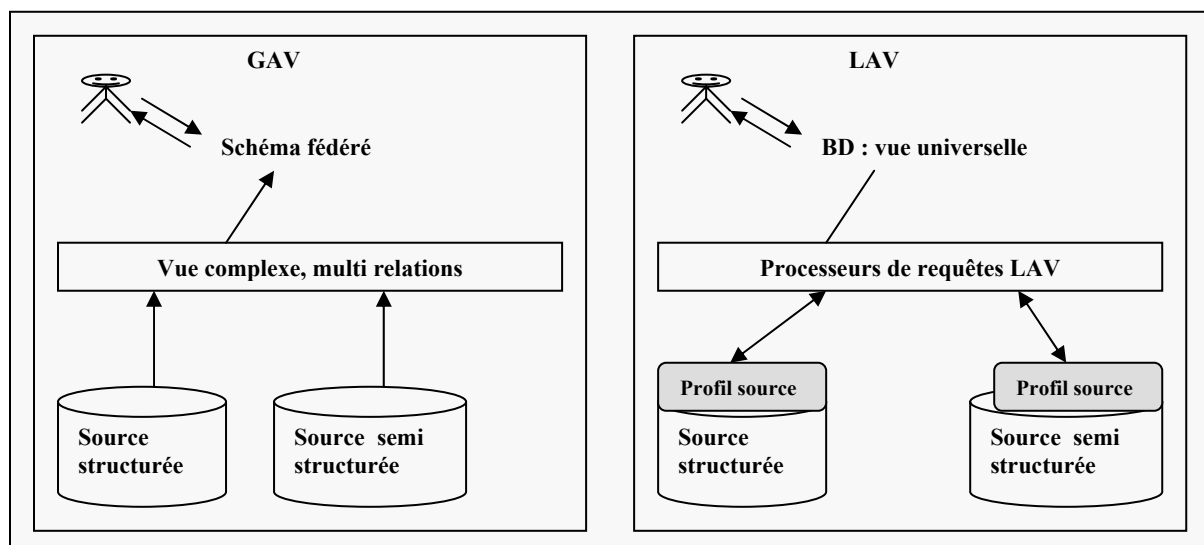 GAV
Schéma fédéré
Vue complexe, multi relations
Source
structurée
Source semi
structurée
LAV
BD : vue universelle
Processeurs de requêtes LAV
Profil source
Profil source
Source
structurée
Source semi
structurée